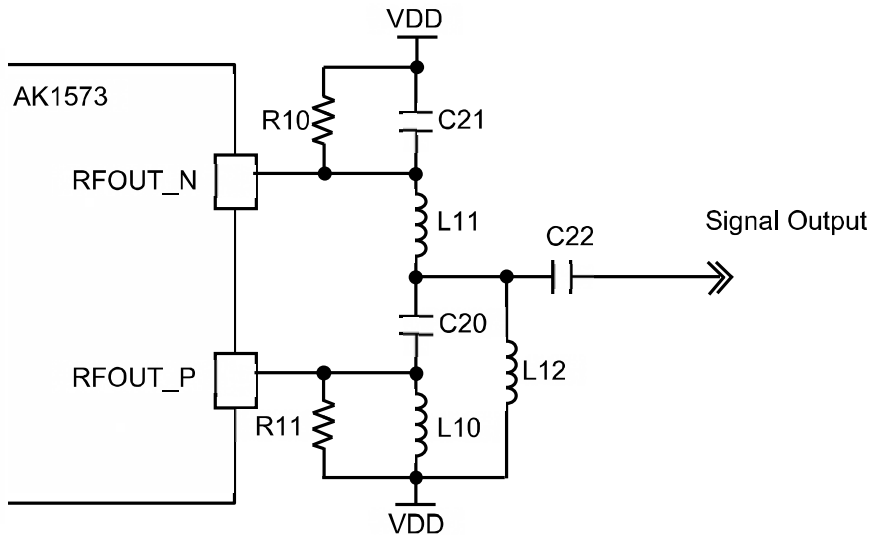 VDD
AK1573
R10
C21
RFOUT_N
L11
Signal Output
C22
C20
RFOUT_P
L12
R11
L10
VDD